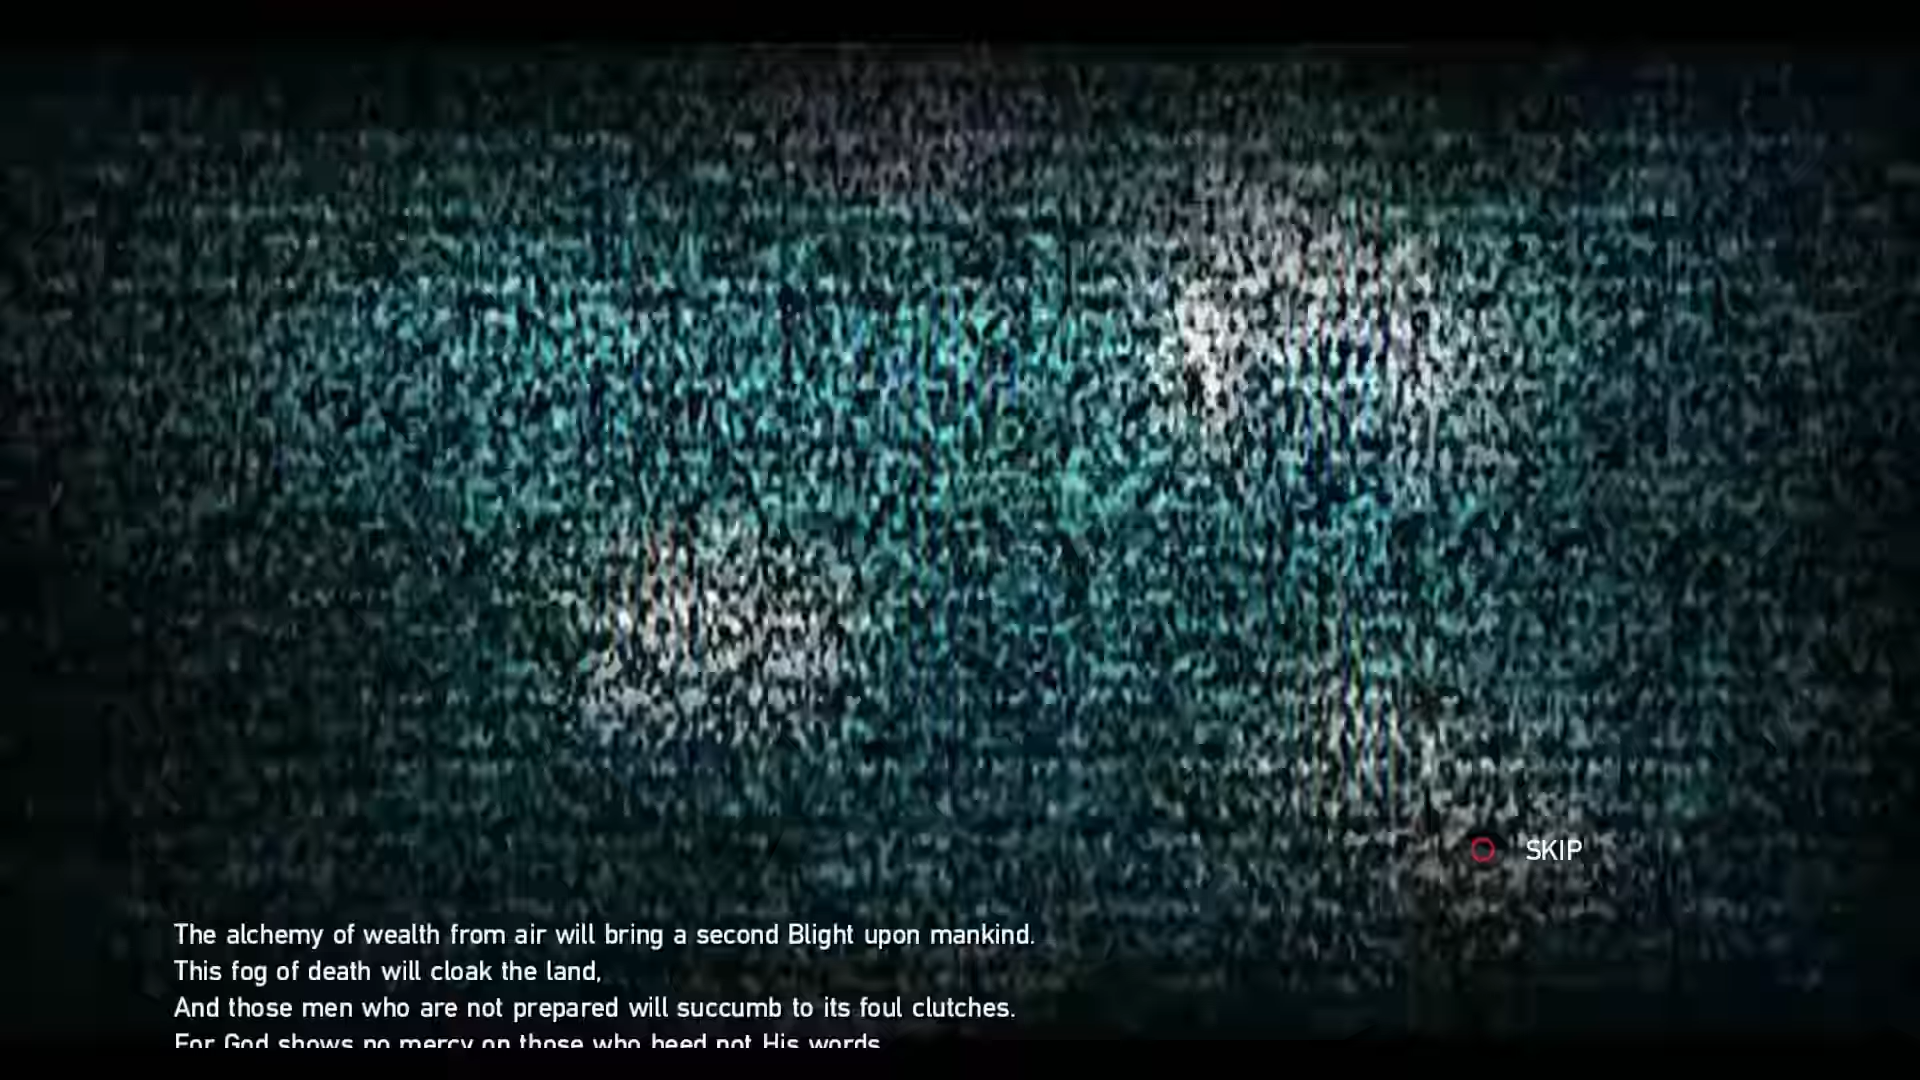 SKIP
The alchemy of wealth from air will bring a second Blight upon mankind.
This fog of death will cloak the land,
And those men who are not prepared will succumb to its foul clutches.
For God shows no mercy on those who heed not His words